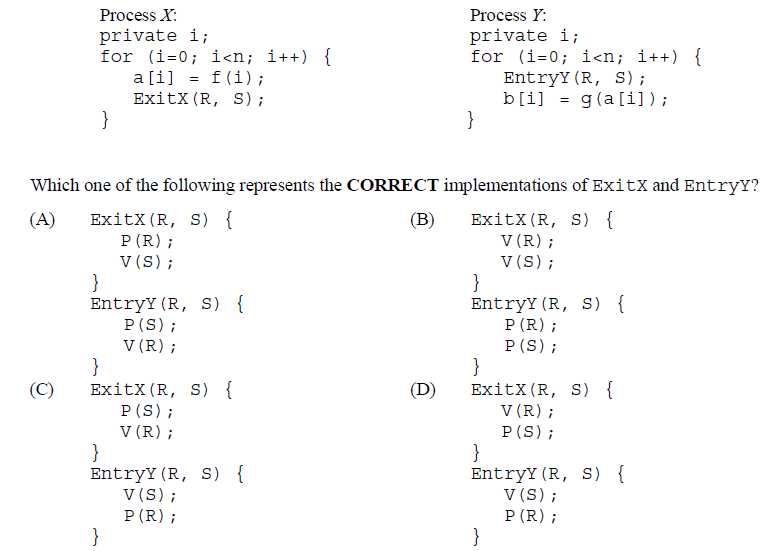 Process X: Process Y:
private i; private i;
for (i=0; i<n; i++) { for (i=0; i<n; i++) {
a[i] = f(i); EntryY(R, S);
ExitX(R, S); b[i] = g(a[i]);
} }
Which one of the following represents the CORRECT implementations of ExitX and EntryY?
(A) ExitX(R, S) { (B) ExitX(R, S) {
P(R); V(R);
V(S); V(S);
} }
EntryY(R, S) { EntryY(R, S) {
P(S); P(R);
V(R); P(S);
} }
(C) ExitX(R, S) { (D) ExitX(R, S) {
P(S); V(R);
V(R); P(S);
} }
EntryY(R, S) { EntryY(R, S) {
V(S); V(S);
P(R); P(R);
} }